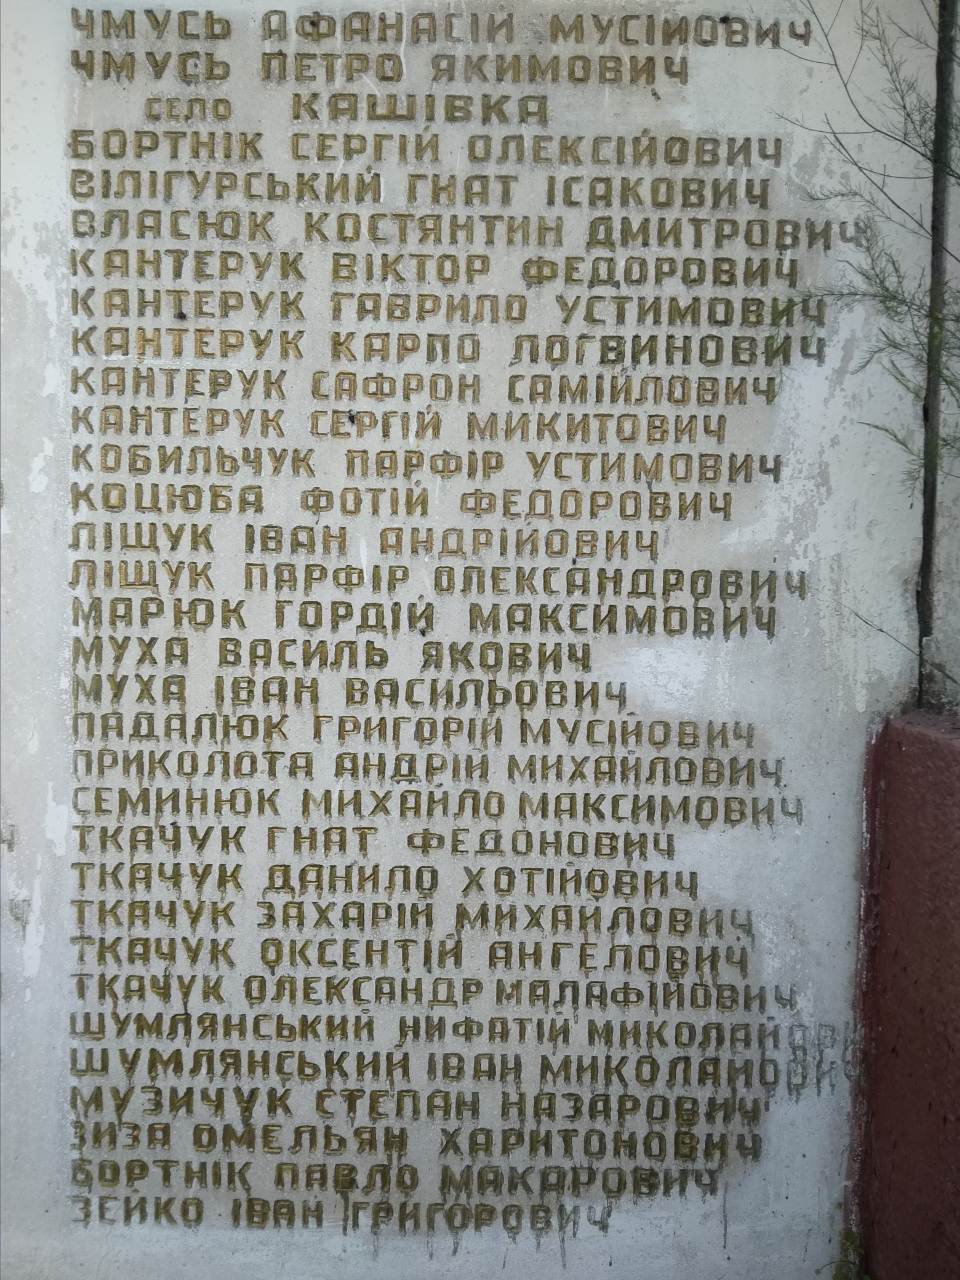 ЧМУСЬ АФАНАСІЙ МУСІЙОВИЧ
ЧМУСЬ ПЕТРО ЯКИМОВИЧ
СЕЛО КАШІВКА
БОРТНІК СЕРГІЙ ОЛЕКСІЙОВИЧ
ВІЛІГУРСЬКИЙ ГНАТ ІСАКОВИЧ
ВЛАСЮК КОСТЯНТИН ДМИТРОВИЧ
КАНТЕРУК ВІКТОР ФЕДОРОВИЧ
КАНТЕРУК ГАВРИЛО УСТИМОВИЧ
КАНТЕРУК КАРПО ЛОГВИНОВИЧ
КАНТЕРУК САФРОН САМІЙЛОВИЧ
КАНТЕРУК СЕРГІЙ МИКИТОВИЧ
КОБИЛЬЧУК ПАРФІР УСТИМОВИЧ
КОЦЮБА ФОТІЙ ФЕДОРОВИЧ
ЛІЩУК ІВАН АНДРІЙОВИЧ
ЛІЩУК ПАРФІР ОЛЕКСАНДРОВИЧ
МАРЮК ГОРДІЙ МАКСИМОВИЧ
МУХА ВАСИЛЬ ЯКОВИЧ
МУХА ІВАН ВАСИЛЬОВИЧ
ПАДАЛЮК ГРИГОРІЙ МУСІЙОВИЧ
ПРИКОЛОТА АНДРІЙ МИХАЙЛОВИЧ
СЕМИНЮК МИХАЙЛО МАКСИМОВИЧ
ТКАЧУК ГНАТ ФЕДОНОВИЧ
ТКАЧУК ДАНИЛО ХОТІЙОВИЧ
ТКАЧУК ЗАХАРІЙ МИХАЙЛОВИЧ
ТКАЧУК ОКСЕНТІЙ АНГЕЛОВИЧ
ТКАЧУК ОЛЕКСАНДР МАЛАФІЙОВИЧ
ШУМЛЯНСЬКИЙ НИФАТІЙ МИКОЛАЙОВИЧ
ШУМЛЯНСЬКИЙ ІВАН МИКОЛАЙОВИЧ
МУЗИЧУК СТЕПАН НАЗАРОВИЧ
ЗИЗА ОМЕЛЬЯН ХАРИТОНОВИЧ
БОРТНІК ПАВЛО МАКАРОВИЧ
ЗЕЙКО ІВАН ГРИГОРОВИЧ